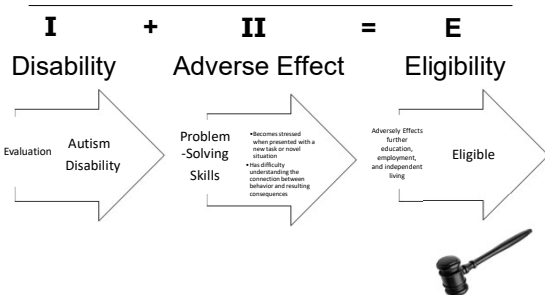 I + II = E
Disability Adverse Effect Eligibility
Evaluation
Autism
Disability
Problem
-Solving
Skills
•Becomes stressed
when presented with a
new task or novel
situation
•Has difficulty
understanding the
connection between
behavior and resulting
consequences
Adversely Effects
further
education,
employment,
and independent
living
Eligible